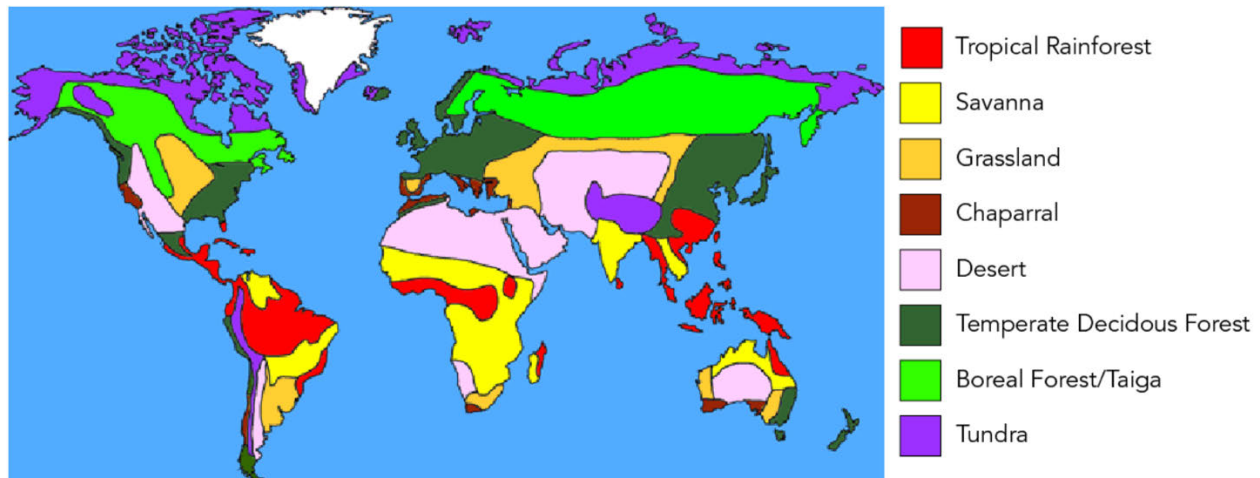 Tropical Rainforest
Savanna
Grassland
Chaparral
Desert
Temperate Decidous Forest
Boreal Forest/Taiga
Tundra